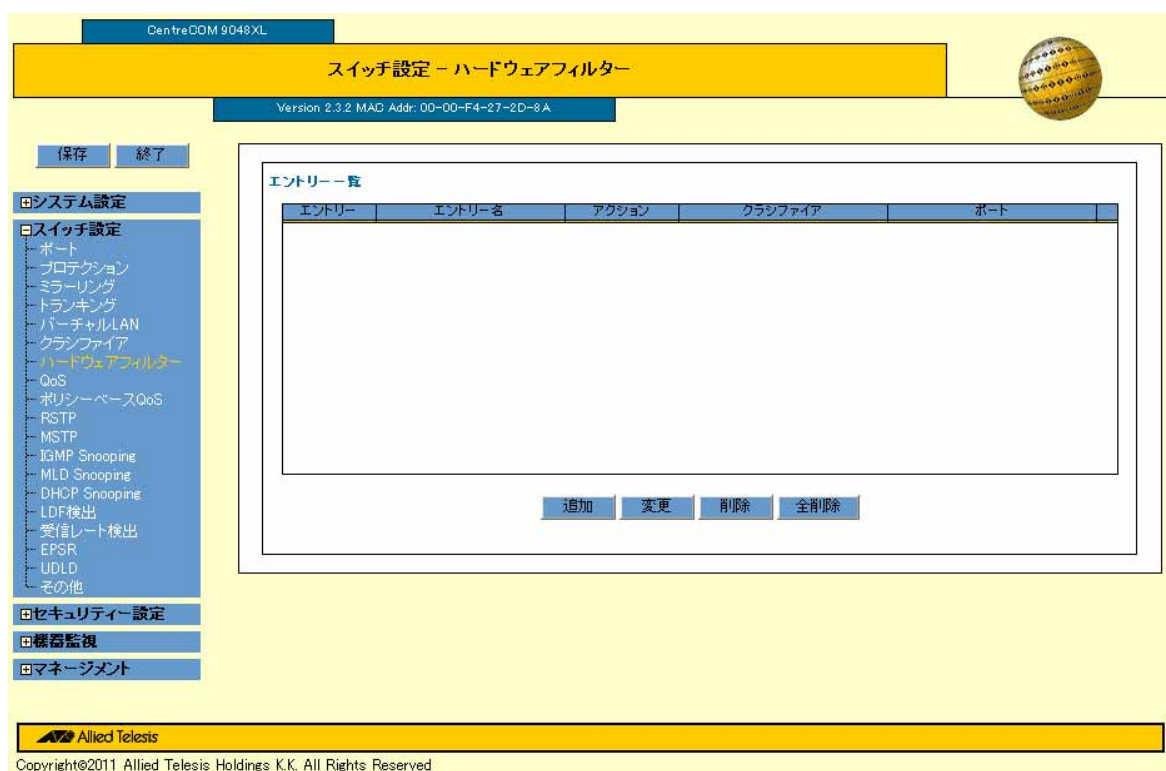 CentreCOM 9048XL
スイッチ設定 - ハードウェアフィルター
Version 2.3.2 MAC Addr: 00-00-F4-27-2D-8A
保存 終了
システム設定
スイッチ設定
ポート
プロテクション
ミラーリング
トランキング
バーチャルLAN
クラシファイア
ハードウェアフィルター
QoS
ポリシーベースQoS
RSTP
MSTP
IGMP Snooping
MLD Snooping
DHCP Snooping
LDF検出
受信レート検出
EPSR
UDLD
その他
セキュリティー設定
機器監視
マネージメント
エントリー一覧
エントリー エントリー名 アクション クラシファイア ポート
追加 変更 削除 全削除
Allied Telesis
Copyright©2011 Allied Telesis Holdings K.K. All Rights Reserved